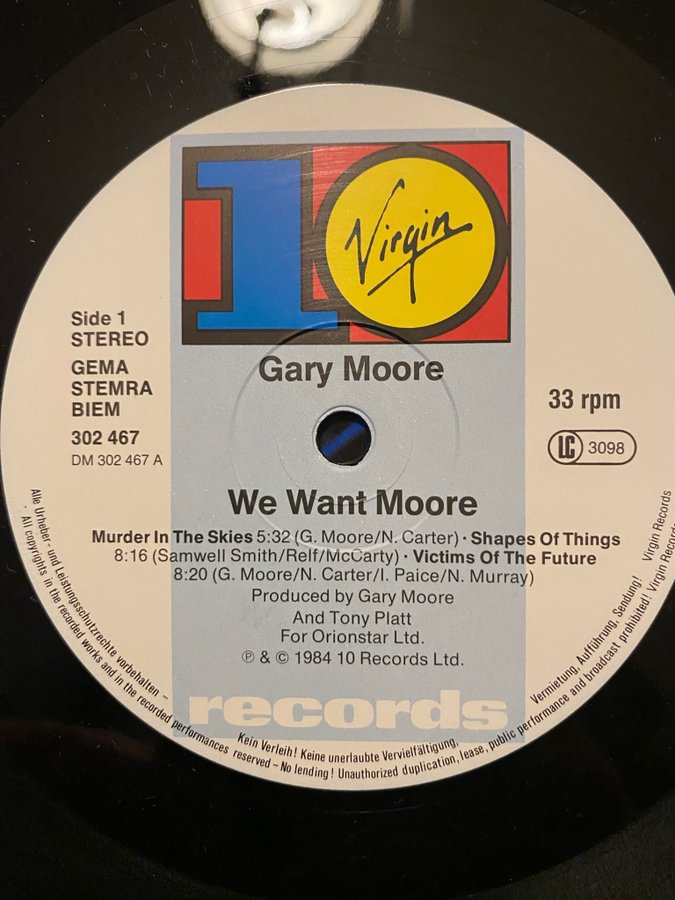 10
Virgin
Side 1
STEREO
GEMA
STEMRA
BIEM
302 467
DM 302 467 A
Gary Moore
33 rpm
LC 3098
We Want Moore
Murder In The Skies 5:32 (G. Moore/N. Carter) · Shapes Of Things
8:16 (Samwell Smith/Relf/McCarty) · Victims Of The Future
8:20 (G. Moore/N. Carter/I. Paice/N. Murray)
Produced by Gary Moore
And Tony Platt
For Orionstar Ltd.
℗ & © 1984 10 Records Ltd.
records
Alle Urheber- und Leistungsschutzrechte vorbehalten – Kein Verleih! Keine unerlaubte Vervielfältigung, Vermietung, Aufführung, Sendung! Virgin Records
· All copyrights in the recorded works and in the recorded performances reserved – No lending! Unauthorized duplication, lease, public performance and broadcast prohibited! Virgin Records